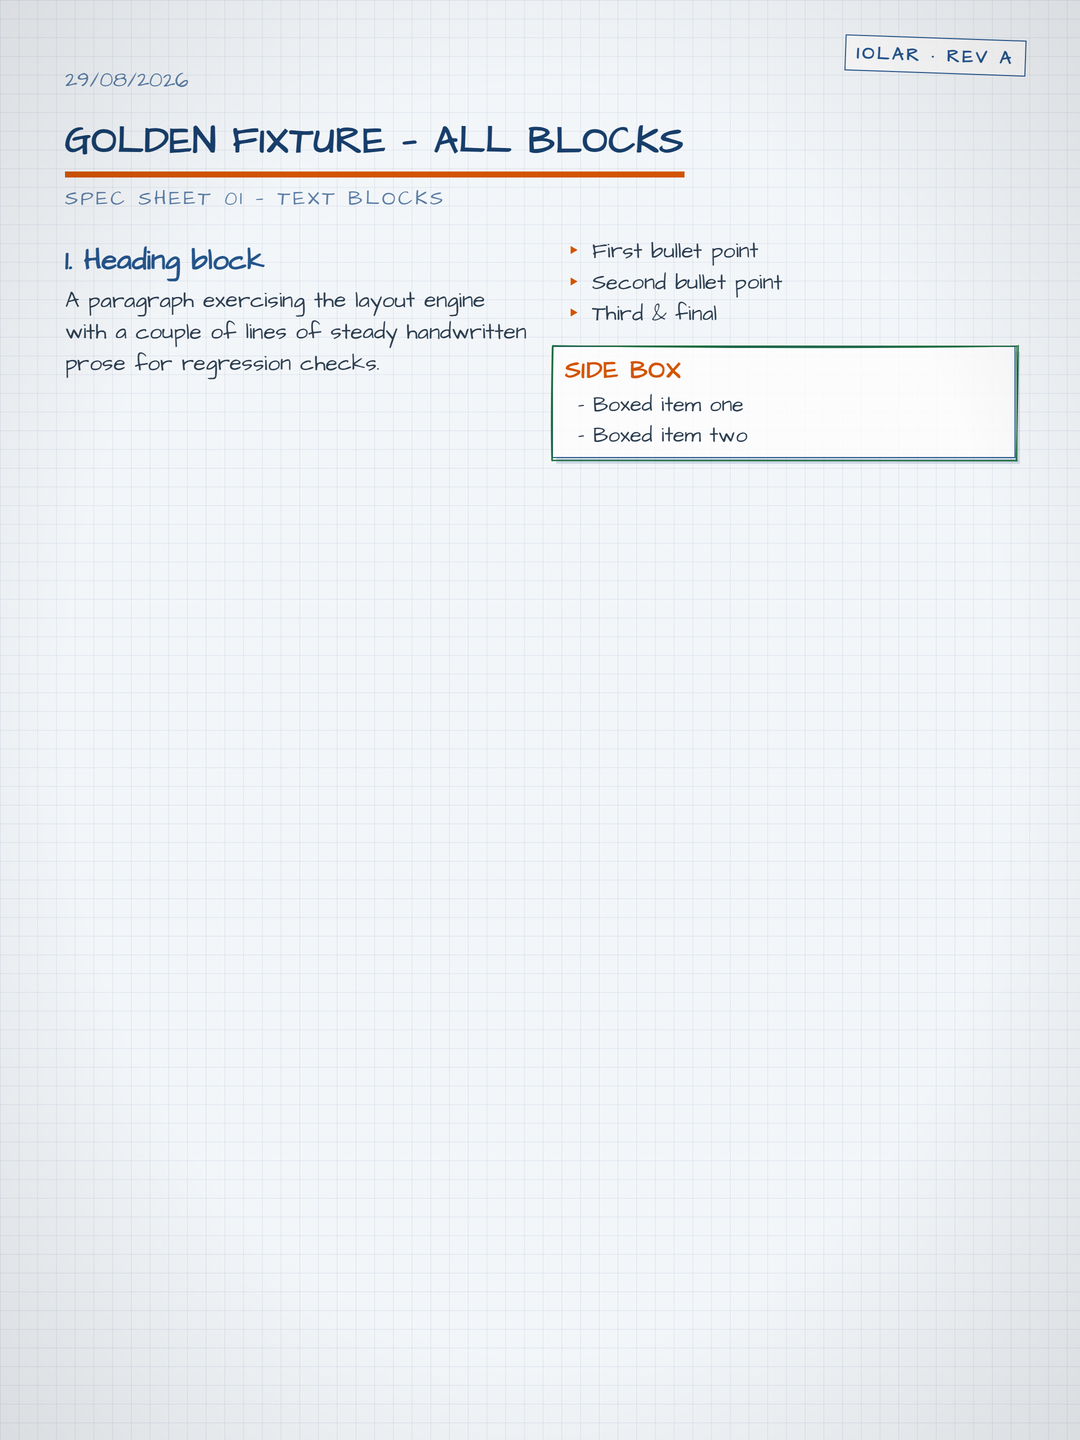 IOLAR · REV A
29/08/2026
GOLDEN FIXTURE - ALL BLOCKS
SPEC SHEET 01 - TEXT BLOCKS
1. Heading block
A paragraph exercising the layout engine
with a couple of lines of steady handwritten
prose for regression checks.
‣ First bullet point
‣ Second bullet point
‣ Third & final
SIDE BOX
- Boxed item one
- Boxed item two